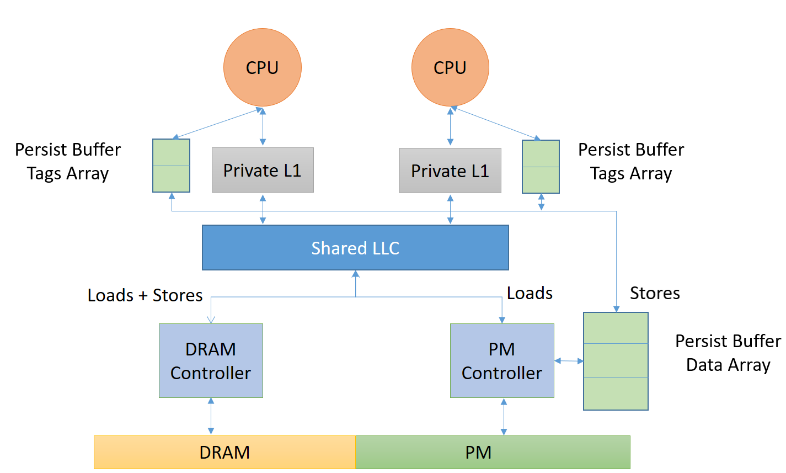 CPU
CPU
Persist Buffer
Tags Array
Private L1
Private L1
Persist Buffer
Tags Array
Shared LLC
Loads + Stores
Loads
Stores
DRAM
Controller
PM
Controller
Persist Buffer
Data Array
DRAM
PM